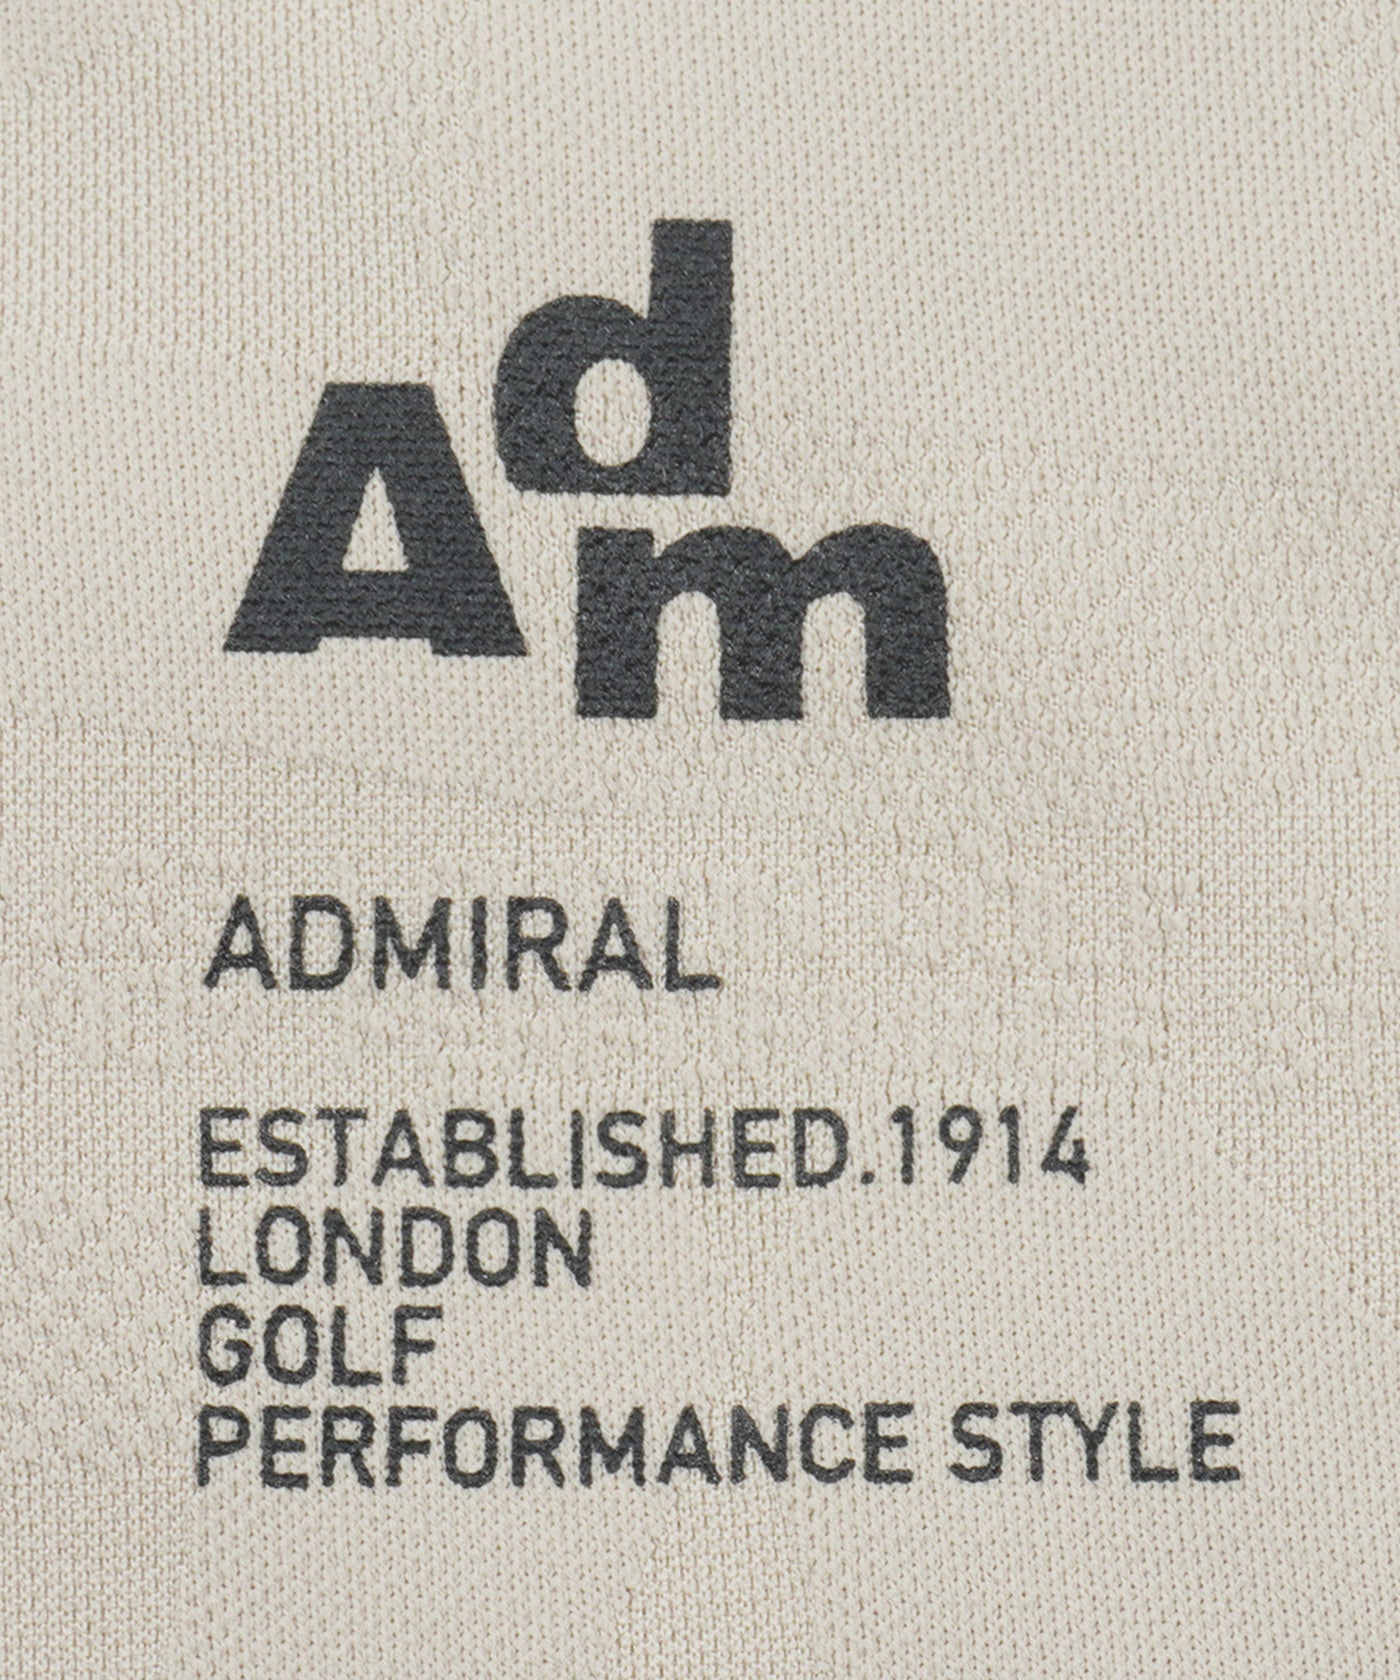 Adm
ADMIRAL
ESTABLISHED.1914
LONDON
GOLF
PERFORMANCE STYLE